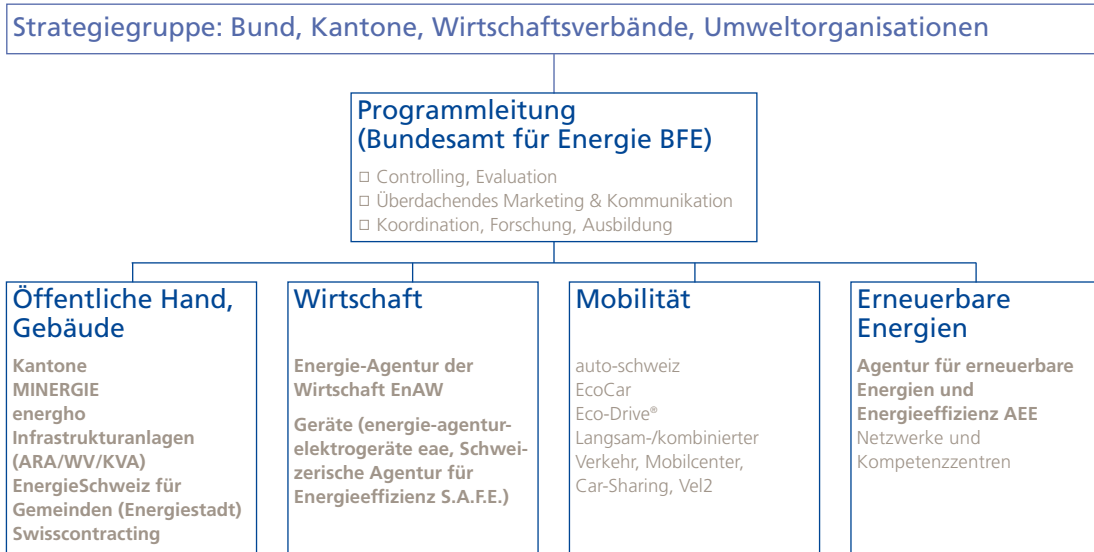 Strategiegruppe: Bund, Kantone, Wirtschaftsverbände, Umweltorganisationen
Programmleitung
(Bundesamt für Energie BFE)
□ Controlling, Evaluation
□ Überdachendes Marketing & Kommunikation
□ Koordination, Forschung, Ausbildung
Öffentliche Hand,
Gebäude
Kantone
MINERGIE
energho
Infrastrukturanlagen
(ARA/WV/KVA)
EnergieSchweiz für
Gemeinden (Energiestadt)
Swisscontracting
Wirtschaft
Energie-Agentur der
Wirtschaft EnAW
Geräte (energie-agentur-
elektrogeräte eae, Schwei-
zerische Agentur für
Energieeffizienz S.A.F.E.)
Mobilität
auto-schweiz
EcoCar
Eco-Drive®
Langsam-/kombinierter
Verkehr, Mobilcenter,
Car-Sharing, Vel2
Erneuerbare
Energien
Agentur für erneuerbare
Energien und
Energieeffizienz AEE
Netzwerke und
Kompetenzzentren